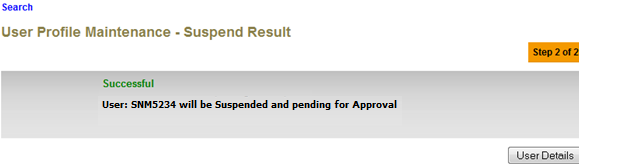 Search
User Profile Maintenance - Suspend Result
Step 2 of 2
Successful
User: SNM5234 will be Suspended and pending for Approval
User Details